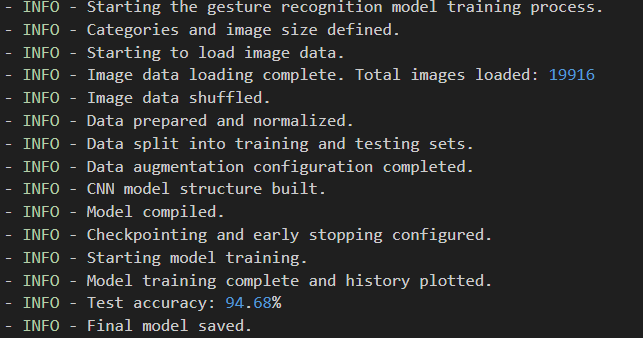 - INFO - Starting the gesture recognition model training process.
- INFO - Categories and image size defined.
- INFO - Starting to load image data.
- INFO - Image data loading complete. Total images loaded: 19916
- INFO - Image data shuffled.
- INFO - Data prepared and normalized.
- INFO - Data split into training and testing sets.
- INFO - Data augmentation configuration completed.
- INFO - CNN model structure built.
- INFO - Model compiled.
- INFO - Checkpointing and early stopping configured.
- INFO - Starting model training.
- INFO - Model training complete and history plotted.
- INFO - Test accuracy: 94.68%
- INFO - Final model saved.